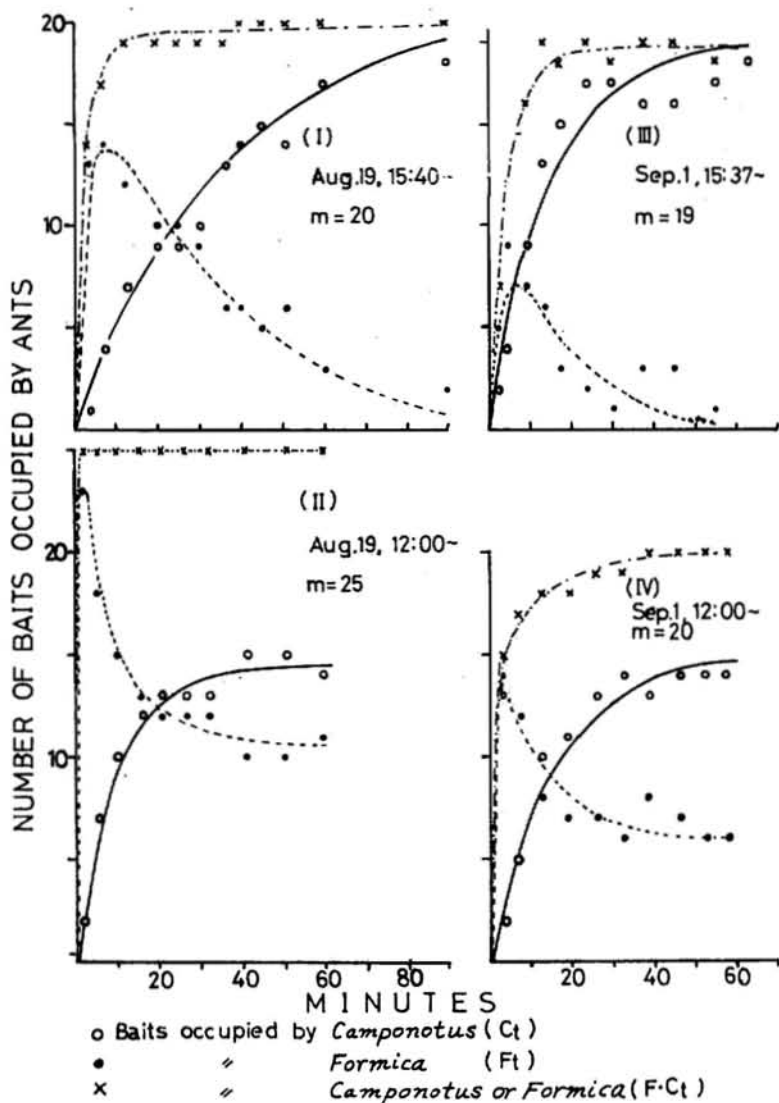 NUMBER OF BAITS OCCUPIED BY ANTS
20
10
(I)
Aug.19, 15:40~
m=20
(III)
Sep.1, 15:37~
m=19
20
10
0
(II)
Aug.19, 12:00~
m=25
(IV)
Sep.1, 12:00~
m=20
20 40 60 80
0 20 40 60
MINUTES
o Baits occupied by Camponotus (Ct)
• 〃 Formica (Ft)
× 〃 Camponotus or Formica (F·Ct)